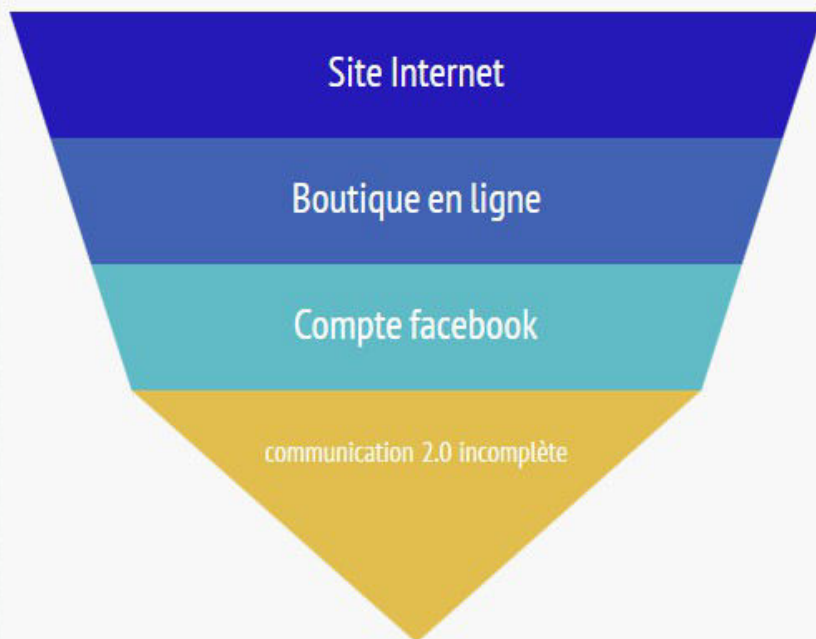 Site Internet
Boutique en ligne
Compte facebook
communication 2.0 incomplète